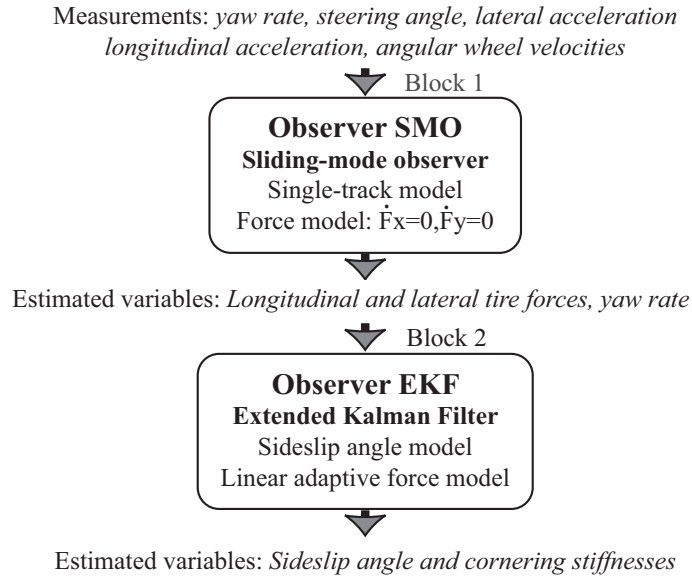 Measurements: yaw rate, steering angle, lateral acceleration
longitudinal acceleration, angular wheel velocities
Block 1
Observer SMO
Sliding-mode observer
Single-track model
Force model: Ḟx=0,Ḟy=0
Estimated variables: Longitudinal and lateral tire forces, yaw rate
Block 2
Observer EKF
Extended Kalman Filter
Sideslip angle model
Linear adaptive force model
Estimated variables: Sideslip angle and cornering stiffnesses